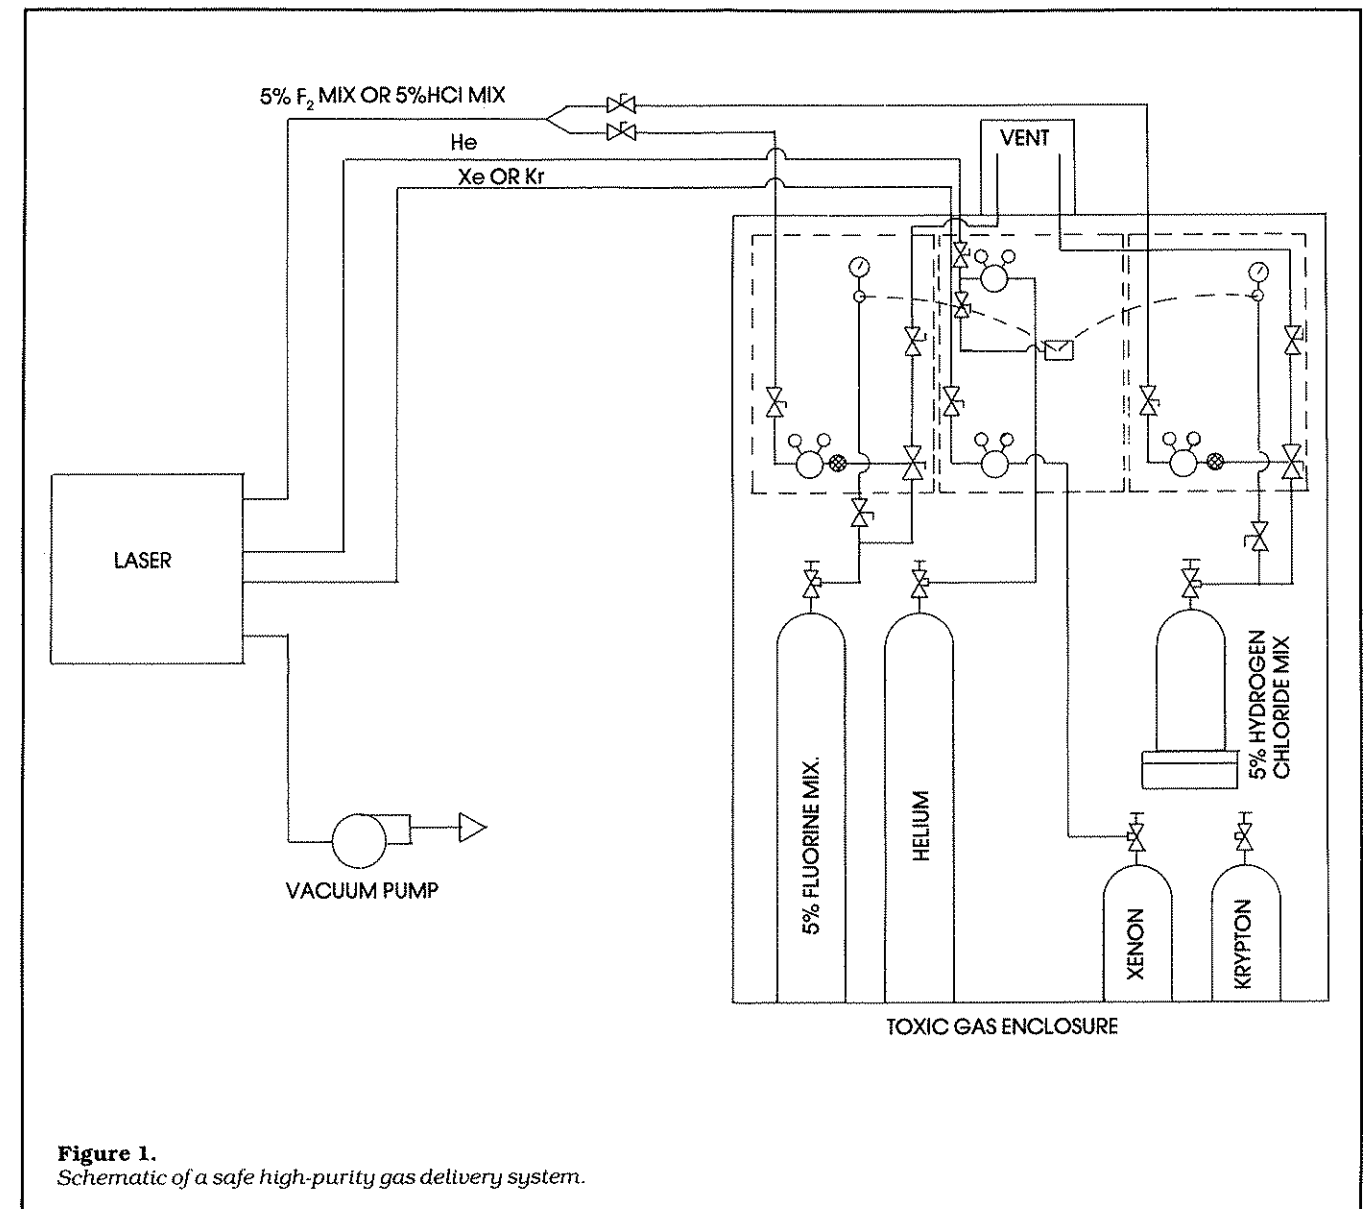 5% F₂ MIX OR 5%HCl MIX
He
Xe OR Kr
VENT
LASER
VACUUM PUMP
5% FLUORINE MIX.
HELIUM
5% HYDROGEN
CHLORIDE MIX
XENON
KRYPTON
TOXIC GAS ENCLOSURE
Figure 1.
Schematic of a safe high-purity gas delivery system.